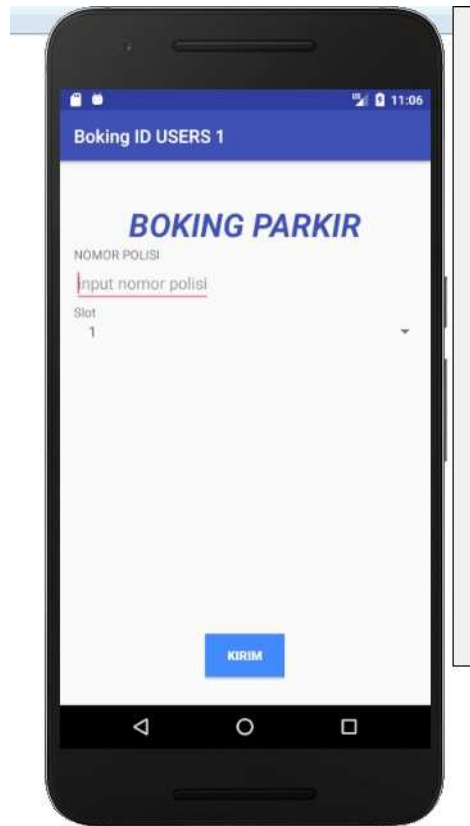 11:06
Boking ID USERS 1
BOKING PARKIR
NOMOR POLISI
input nomor polisi
Slot
1
KIRIM